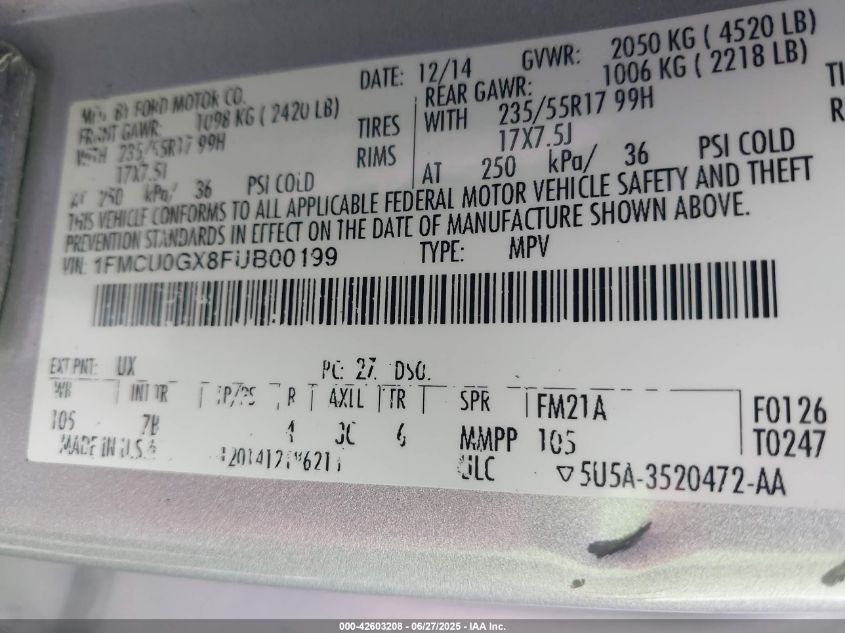 MFD. BY FORD MOTOR CO.
DATE: 12/14 GVWR: 2050 KG ( 4520 LB)
FRONT GAWR: 1098 KG ( 2420 LB)
REAR GAWR: 1006 KG ( 2218 LB)
WITH 235/55R17 99H TIRES WITH 235/55R17 99H TI
17X7.5J RIMS 17X7.5J R
AT 250 kPa/ 36 PSI COLD AT 250 kPa/ 36 PSI COLD
THIS VEHICLE CONFORMS TO ALL APPLICABLE FEDERAL MOTOR VEHICLE SAFETY AND THEFT
PREVENTION STANDARDS IN EFFECT ON THE DATE OF MANUFACTURE SHOWN ABOVE.
VIN: 1FMCU0GX8FUB00199 TYPE: MPV
EXT PNT: UX PC: 27 DSO:
WB INT TR TP/PS R AXLE TR SPR FM21A F0126
105 7B 4 3C 6 MMPP 105 T0247
MADE IN U.S.A ULC ▽5U5A-3520472-AA
000-42603208 - 06/27/2025 - IAA Inc.